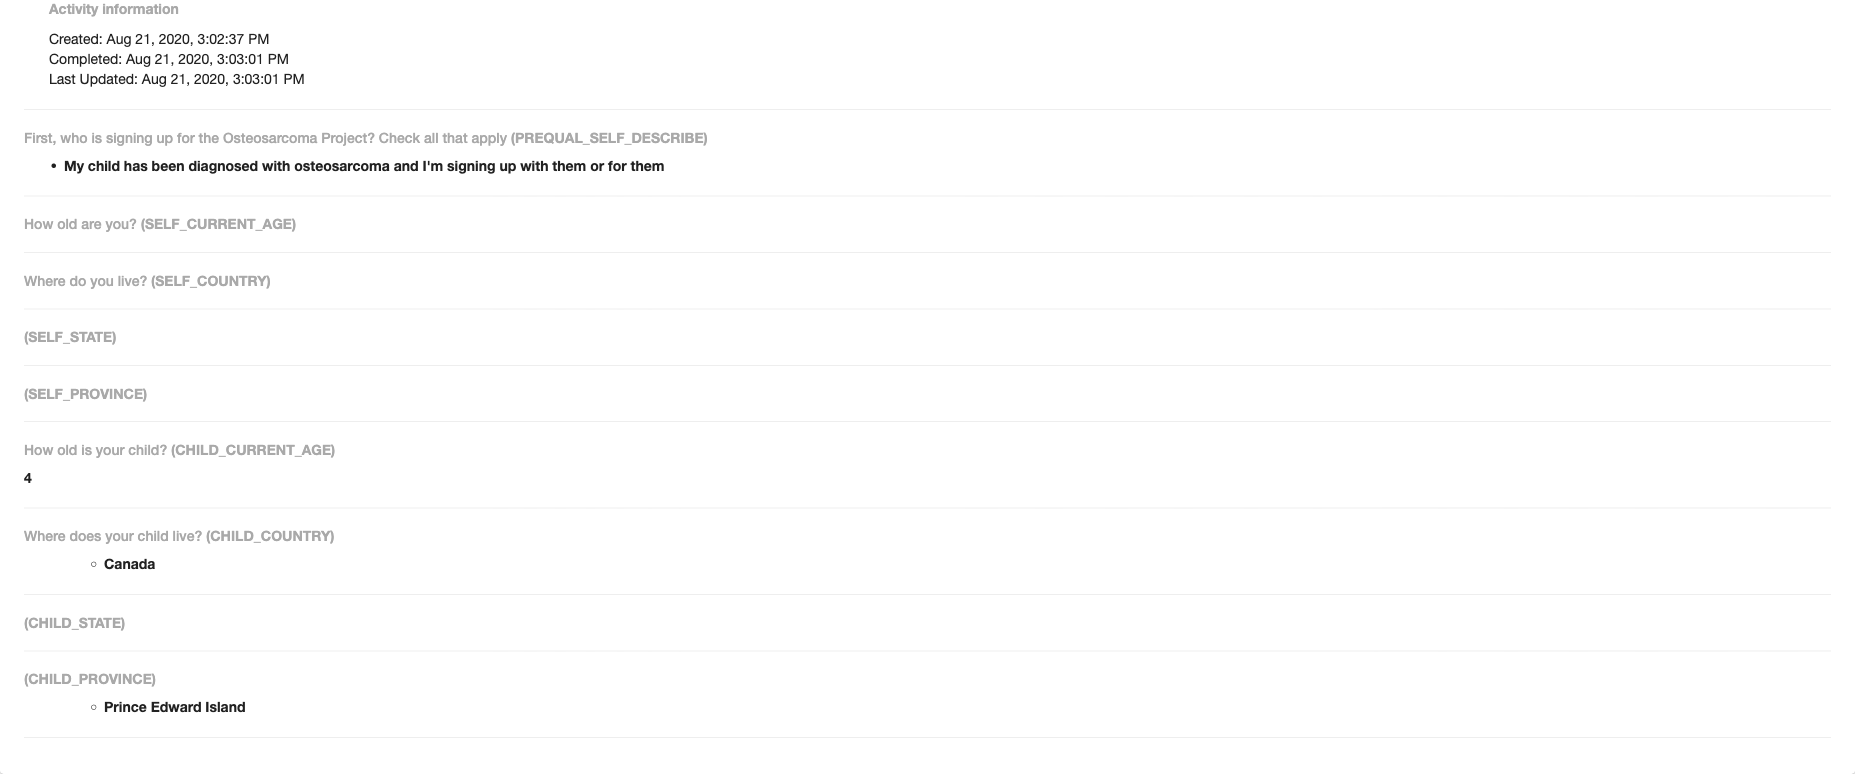 Activity information
Created: Aug 21, 2020, 3:02:37 PM
Completed: Aug 21, 2020, 3:03:01 PM
Last Updated: Aug 21, 2020, 3:03:01 PM
First, who is signing up for the Osteosarcoma Project? Check all that apply (PREQUAL_SELF_DESCRIBE)
• My child has been diagnosed with osteosarcoma and I'm signing up with them or for them
How old are you? (SELF_CURRENT_AGE)
Where do you live? (SELF_COUNTRY)
(SELF_STATE)
(SELF_PROVINCE)
How old is your child? (CHILD_CURRENT_AGE)
4
Where does your child live? (CHILD_COUNTRY)
◦ Canada
(CHILD_STATE)
(CHILD_PROVINCE)
◦ Prince Edward Island